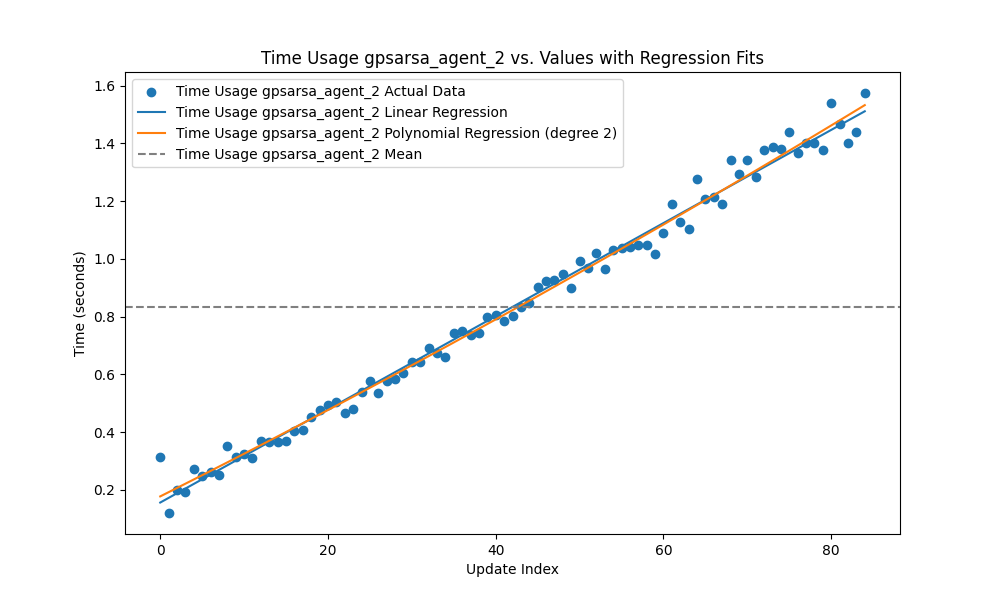 Time Usage gpsarsa_agent_2 vs. Values with Regression Fits
Time Usage gpsarsa_agent_2 Actual Data
Time Usage gpsarsa_agent_2 Linear Regression
Time Usage gpsarsa_agent_2 Polynomial Regression (degree 2)
Time Usage gpsarsa_agent_2 Mean
Time (seconds)
1.6
1.4
1.2
1.0
0.8
0.6
0.4
0.2
0 20 40 60 80
Update Index